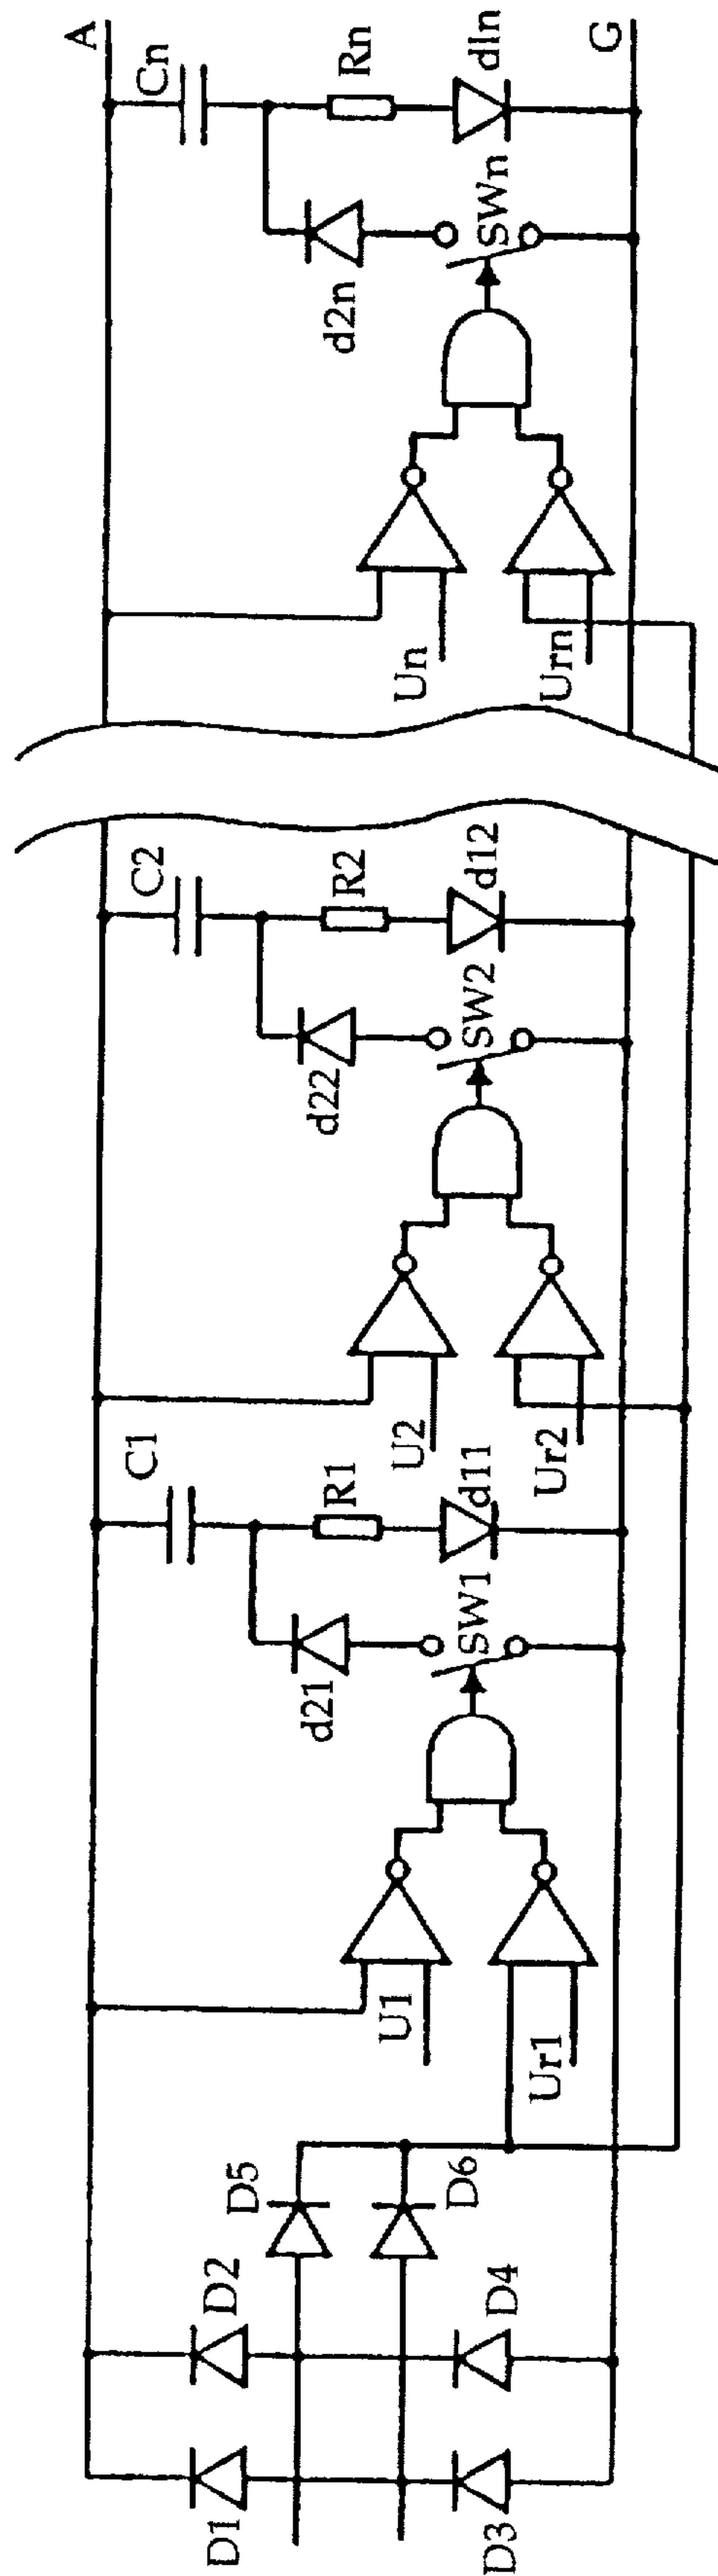 A
G
Cn
Rn
dln
d2n
SWn
Un
Urn
C2
R2
d12
d22
SW2
U2
Ur2
C1
R1
d11
d21
SW1
U1
Ur1
D5
D6
D2
D4
D1
D3